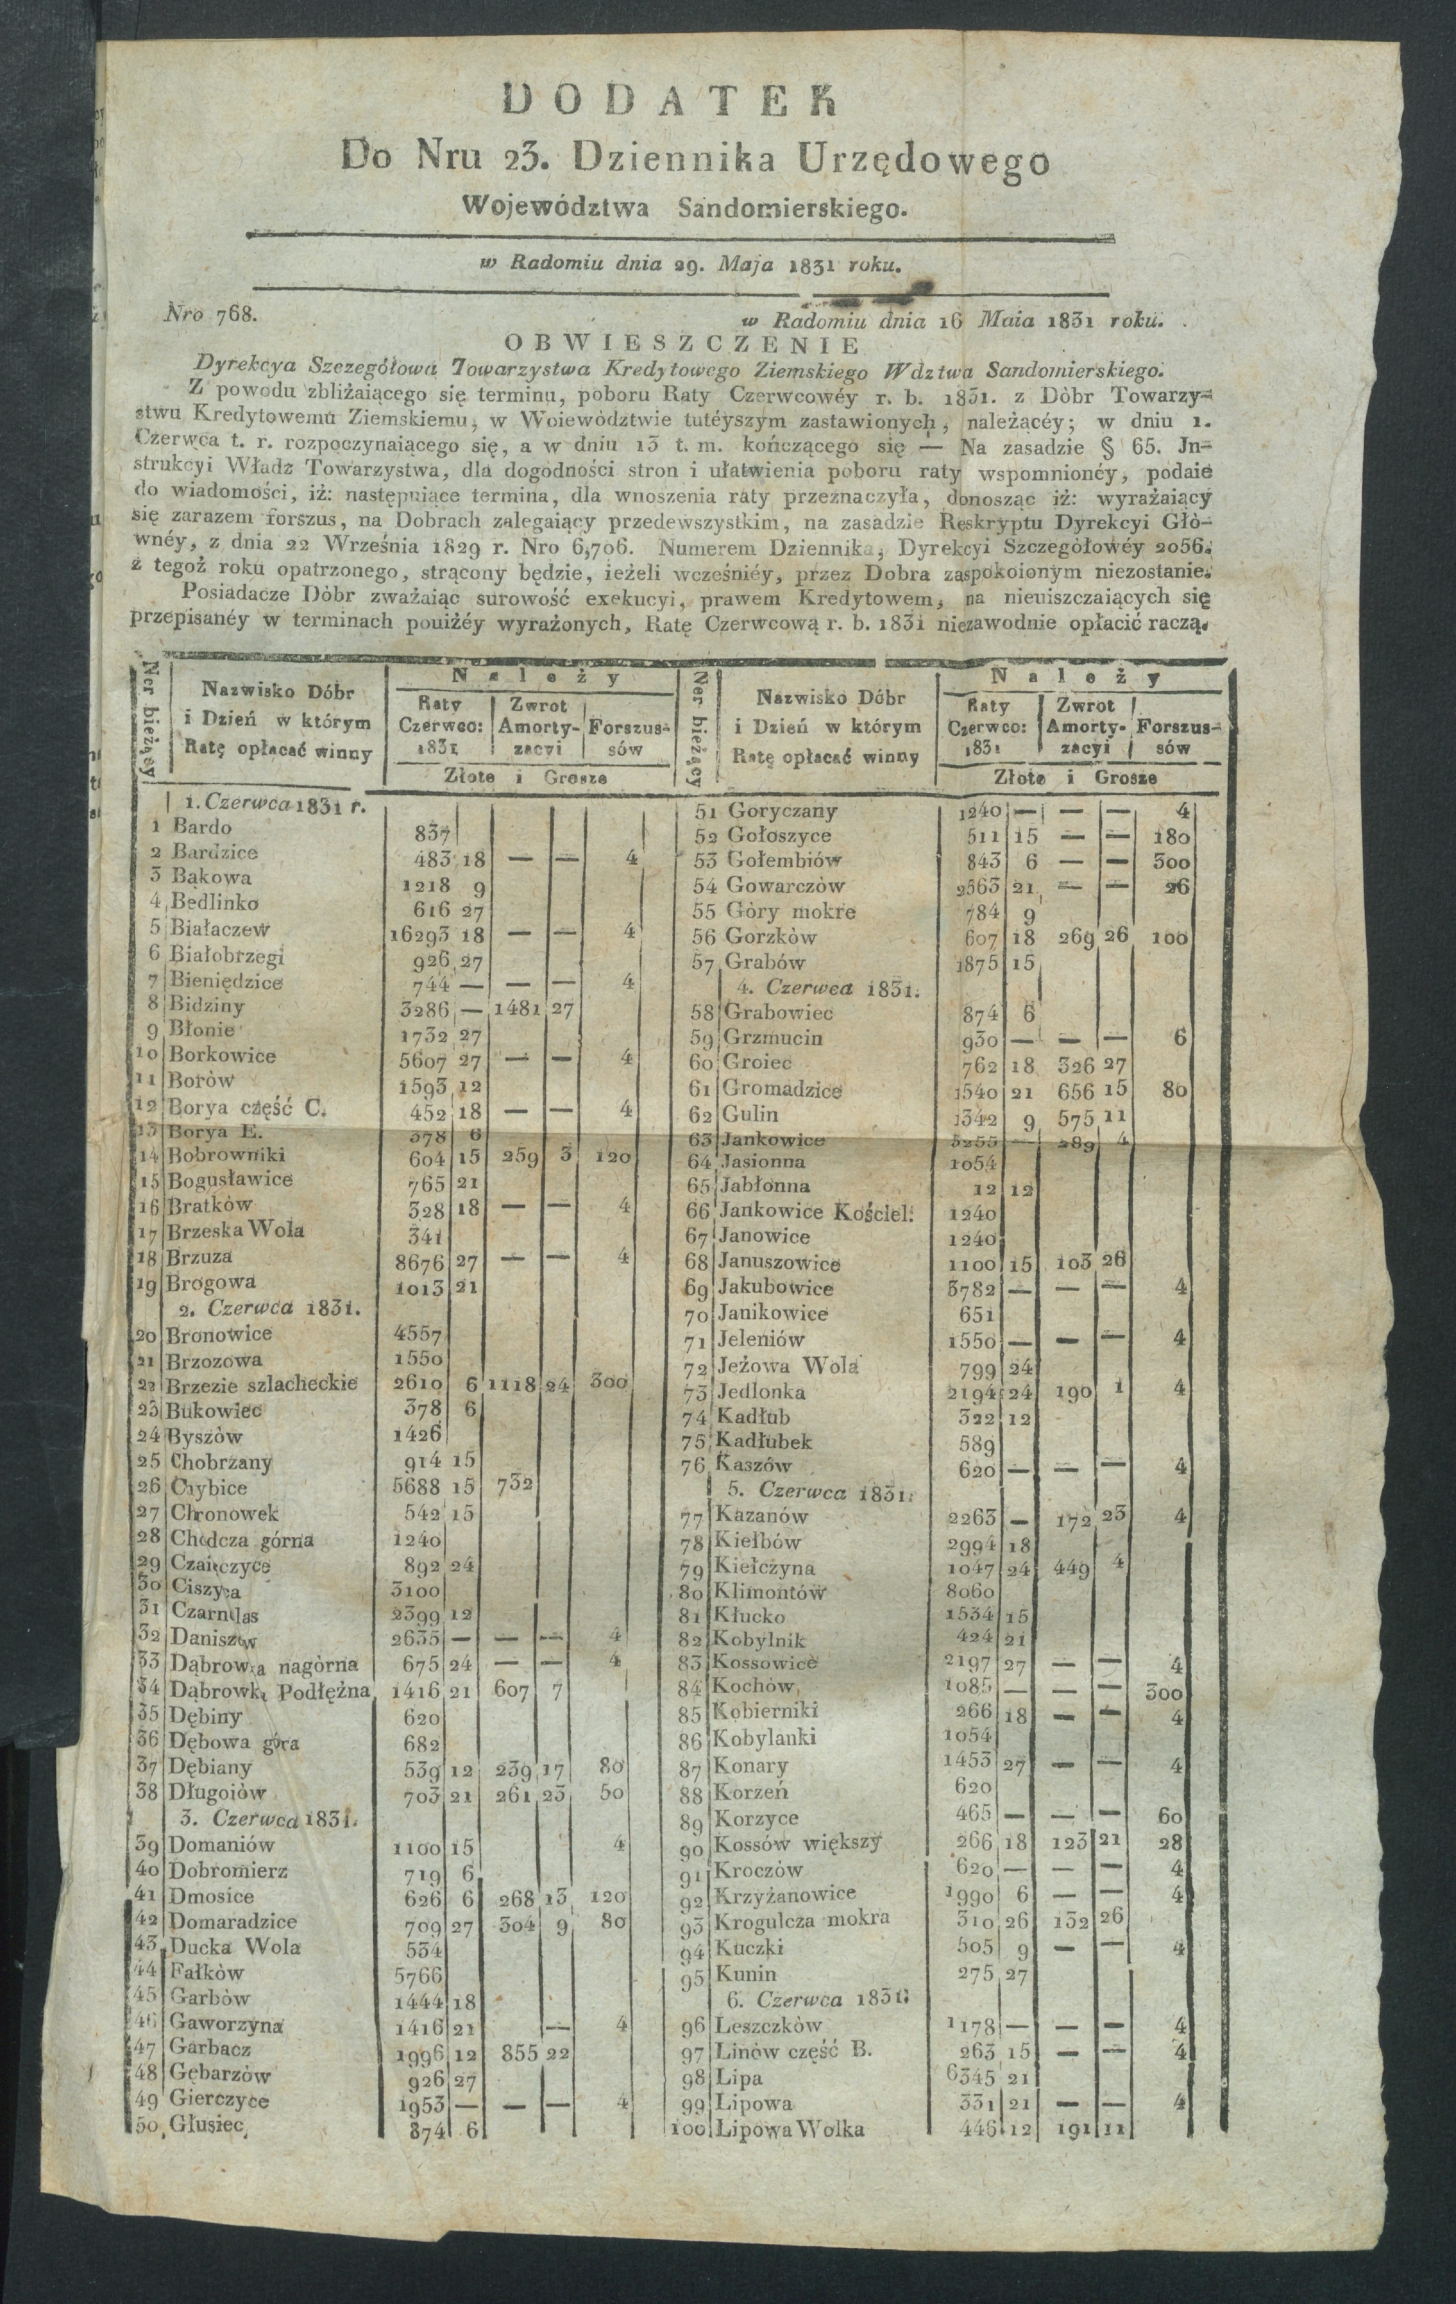 DODATEK
Do Nru 23. Dziennika Urzędowego
Województwa Sandomierskiego.
w Radomiu dnia 29. Maja 1831 roku.
Nro 768.
w Radomiu dnia 16 Maia 1831 roku.
OBWIESZCZENIE
Dyrekcya Szczegółowa Towarzystwa Kredytowego Ziemskiego Wdztwa Sandomierskiego.
Z powodu zbliżaiącego się terminu, poboru Raty Czerwcowéy r. b. 1831. z Dóbr Towarzy-
stwu Kredytowemu Ziemskiemu, w Woiewództwie tutéyszym zastawionych, należącéy; w dniu 1.
Czerwca t. r. rozpoczynaiącego się, a w dniu 13 t. m. kończącego się — Na zasadzie § 65. Jn-
strukcyi Władz Towarzystwa, dla dogodności stron i ułatwienia poboru raty wspomnionéy, podaie
do wiadomości, iż: następuiące termina, dla wnoszenia raty przeznaczyła, donosząc iż: wyrażaiący
się zarazem forszus, na Dobrach zalegaiący przedewszystkim, na zasadzie Reskryptu Dyrekcyi Głó-
wnéy, z dnia 22 Września 1829 r. Nro 6,706. Numerem Dziennika, Dyrekcyi Szczegółowéy 2056.
z tegoż roku opatrzonego, strącony będzie, ieżeli wcześniéy, przez Dobra zaspokoionym niezostanie.
Posiadacze Dóbr zważaiąc surowość exekucyi, prawem Kredytowem, na nieuiszczaiących się
przepisanéy w terminach poniżéy wyrażonych, Ratę Czerwcową r. b. 1831 niezawodnie opłacić raczą.
Ner bieżący
Nazwisko Dóbr
i Dzień w którym
Ratę opłacać winny
Należy
Raty
Czerwco:
1831
Zwrot
Amorty-
zacyi
Forszus-
sów
Złote i Grosze
Ner bieżący
Nazwisko Dóbr
i Dzień w którym
Ratę opłacać winny
Należy
Raty
Czerwco:
1831
Zwrot
Amorty-
zacyi
Forszus-
sów
Złote i Grosze
1. Czerwca 1831 r.
1 Bardo 837
2 Bardzice 483 18 — — 4
3 Bąkowa 1218 9
4 Bedlinko 616 27
5 Białaczew 16293 18 — — 4
6 Białobrzegi 926 27
7 Bieniędzice 744 — — — 4
8 Bidziny 3286 — 1481 27
9 Błonie 1732 27
10 Borkowice 5607 27 — — 4
11 Borów 1593 12
12 Borya część C. 452 18 — — 4
13 Borya E. 378 6
14 Bobrowniki 604 15 259 3 120
15 Bogusławice 765 21
16 Bratków 328 18 — — 4
17 Brzeska Wola 341
18 Brzuza 8676 27 — — 4
19 Brogowa 1013 21
2. Czerwca 1831.
20 Bronowice 4557
21 Brzozowa 1550
22 Brzezie szlacheckie 2610 6 1118 24 300
23 Bukowiec 378 6
24 Byszów 1426
25 Chobrzany 914 15
26 Chybice 5688 15 732
27 Chronowek 542 15
28 Chodcza górna 1240
29 Czarczyce 892 24
30 Ciszyca 3100
31 Czarnolas 2399 12
32 Daniszow 2635 — — — 4
33 Dąbrowka nagórna 675 24 — — 4
34 Dąbrowka Podłężna 1416 21 607 7
35 Dębiny 620
36 Dębowa góra 682
37 Dębiany 539 12 239 17 80
38 Długoiów 703 21 261 23 50
3. Czerwca 1831.
39 Domaniów 1100 15 4
40 Dobromierz 719 6
41 Dmosice 626 6 268 13 120
42 Domaradzice 709 27 304 9 80
43 Ducka Wola 534
44 Fałków 5766
45 Garbów 1444 18
46 Gaworzyna 1416 21 — 4
47 Garbacz 1996 12 855 22
48 Gębarzów 926 27
49 Gierczyce 1953 — — — 4
50 Głusiec 874 6
51 Goryczany 1240 — — — 4
52 Gołoszyce 511 15 — — 180
53 Gołembiów 843 6 — — 300
54 Gowarczów 2563 21 — — 26
55 Góry mokre 784 9
56 Gorzków 607 18 269 26 100
57 Grabów 1875 15
4. Czerwca 1831.
58 Grabowiec 874 6
59 Grzmucin 930 — — — 6
60 Groiec 762 18 326 27
61 Gromadzice 1540 21 656 15 80
62 Gulin 1342 9 575 11
63 Jankowice 5255 — 289 4
64 Jasionna 1054
65 Jabłonna 12 12
66 Jankowice Kościel. 1240
67 Janowice 1240
68 Januszowice 1100 15 103 26
69 Jakubowice 3782 — — — 4
70 Janikowice 651
71 Jeleniów 1550 — — — 4
72 Jeżowa Wola 799 24
73 Jedlonka 2194 24 190 1 4
74 Kadłub 322 12
75 Kadłubek 589
76 Kaszów 620 — — — 4
5. Czerwca 1831.
77 Kazanów 2263 — 172 23 4
78 Kiełbów 2994 18
79 Kiełczyna 1047 24 449 4
80 Klimontów 8060
81 Kłucko 1534 15
82 Kobylnik 424 21
83 Kossowice 2197 27 — — 4
84 Kochów 1085 — — — 300
85 Kobierniki 266 18 — — 4
86 Kobylanki 1054
87 Konary 1453 27 — — 4
88 Korzeń 620
89 Korzyce 465 — — — 60
90 Kossów większy 266 18 123 21 28
91 Kroczów 620 — — — 4
92 Krzyżanowice 1990 6 — — 4
93 Krogulcza mokra 310 26 132 26
94 Kuczki 505 9 — — 4
95 Kunin 275 27
6. Czerwca 1831.
96 Leszczków 1178 — — — 4
97 Linów część B. 263 15 — — 4
98 Lipa 6345 21
99 Lipowa 331 21 — — 4
100 Lipowa Wolka 446 12 191 11